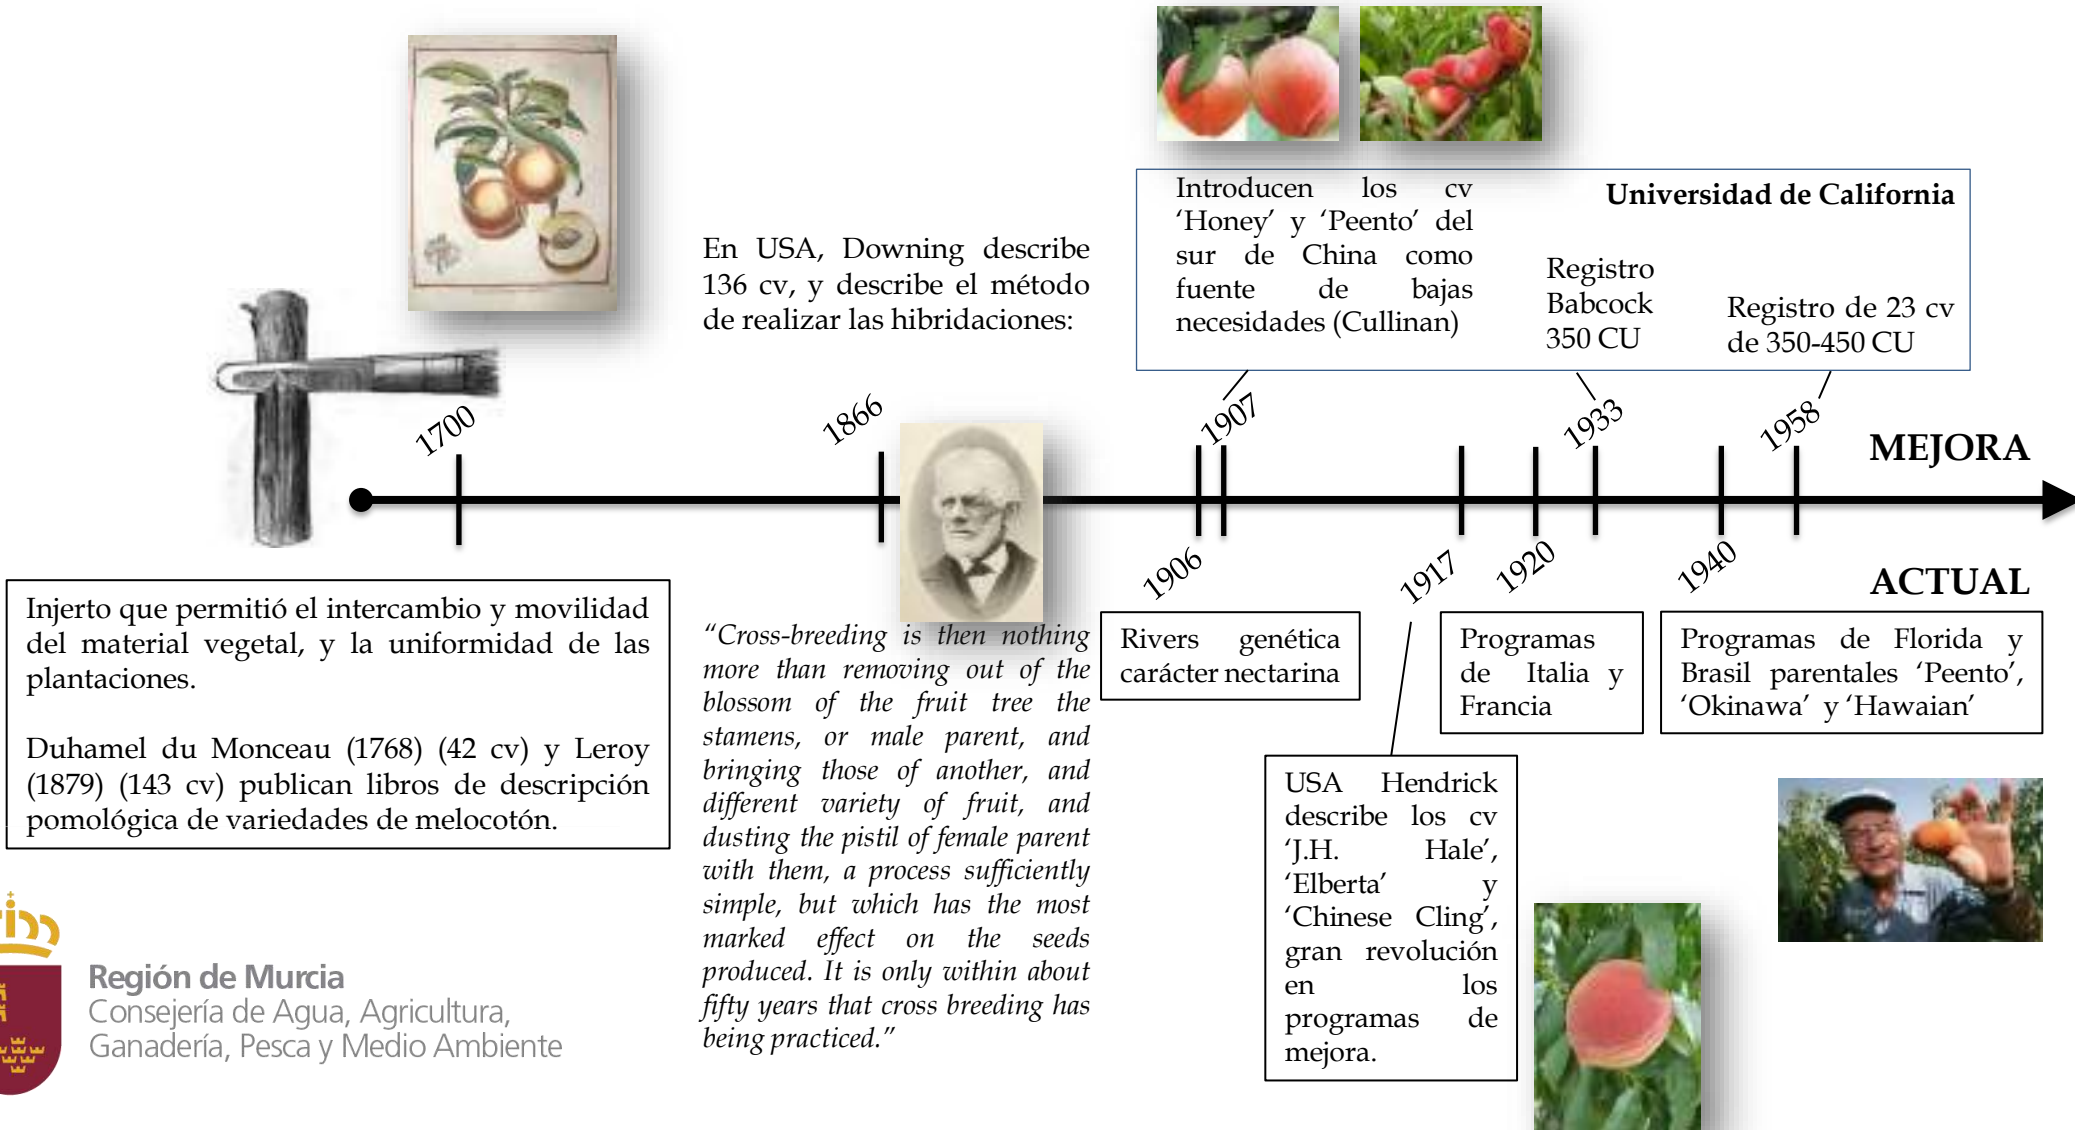 En USA, Downing describe
136 cv, y describe el método
de realizar las hibridaciones:
Introducen los cv
‘Honey’ y ‘Peento’ del
sur de China como
fuente de bajas
necesidades (Cullinan)
Universidad de California
Registro
Babcock
350 CU
Registro de 23 cv
de 350-450 CU
1700
1866
1907
1933
1958
MEJORA
1906
1917
1920
1940
ACTUAL
Injerto que permitió el intercambio y movilidad
del material vegetal, y la uniformidad de las
plantaciones.
Duhamel du Monceau (1768) (42 cv) y Leroy
(1879) (143 cv) publican libros de descripción
pomológica de variedades de melocotón.
“Cross-breeding is then nothing
more than removing out of the
blossom of the fruit tree the
stamens, or male parent, and
bringing those of another, and
different variety of fruit, and
dusting the pistil of female parent
with them, a process sufficiently
simple, but which has the most
marked effect on the seeds
produced. It is only within about
fifty years that cross breeding has
being practiced.”
Rivers genética
carácter nectarina
USA Hendrick
describe los cv
‘J.H. Hale’,
‘Elberta’ y
‘Chinese Cling’,
gran revolución
en los
programas de
mejora.
Programas
de Italia y
Francia
Programas de Florida y
Brasil parentales ‘Peento’,
‘Okinawa’ y ‘Hawaian’
Región de Murcia
Consejería de Agua, Agricultura,
Ganadería, Pesca y Medio Ambiente